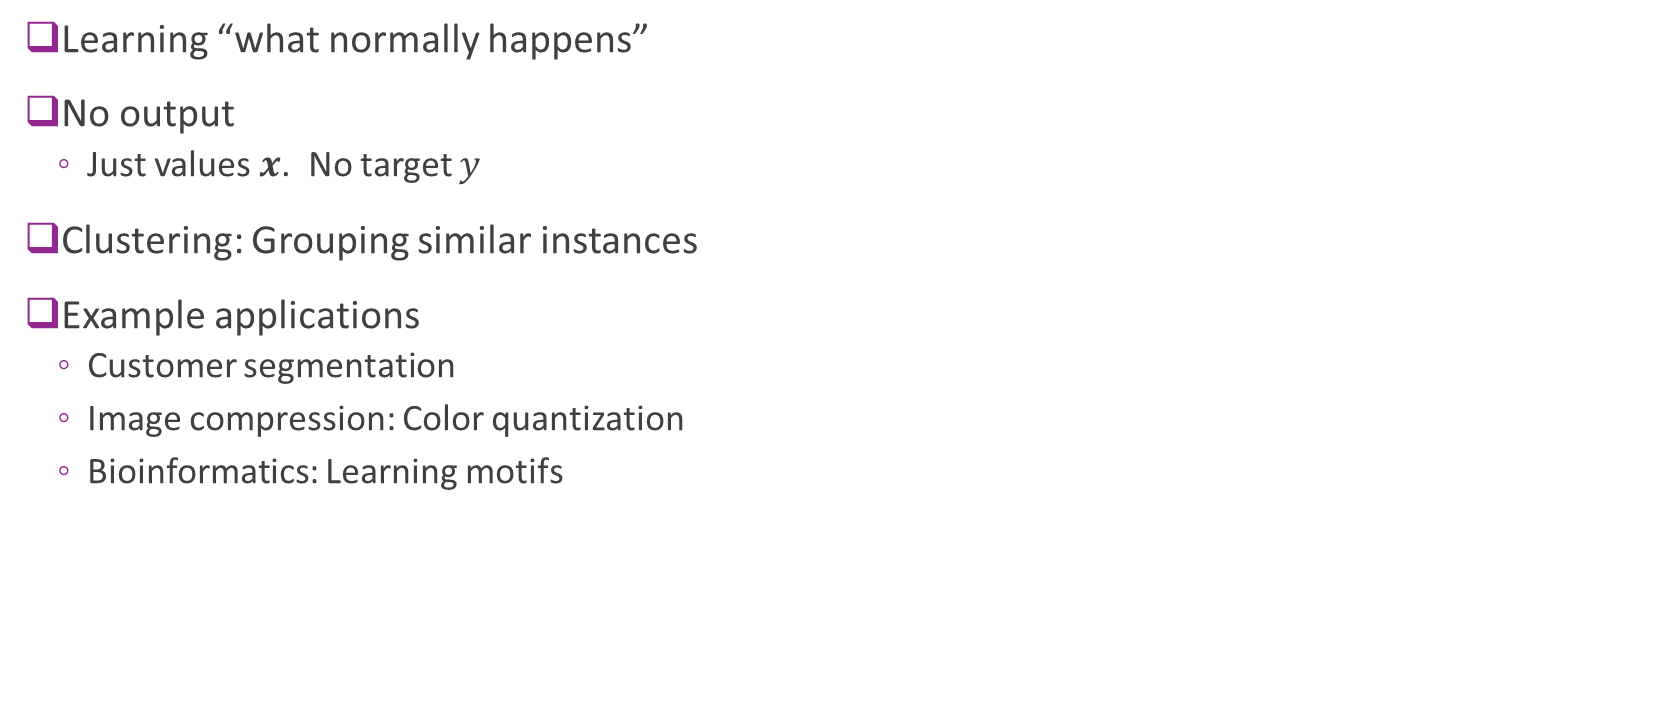 ❑Learning “what normally happens”
❑No output
◦ Just values 𝒙.  No target 𝑦
❑Clustering: Grouping similar instances
❑Example applications
◦ Customer segmentation
◦ Image compression: Color quantization
◦ Bioinformatics: Learning motifs